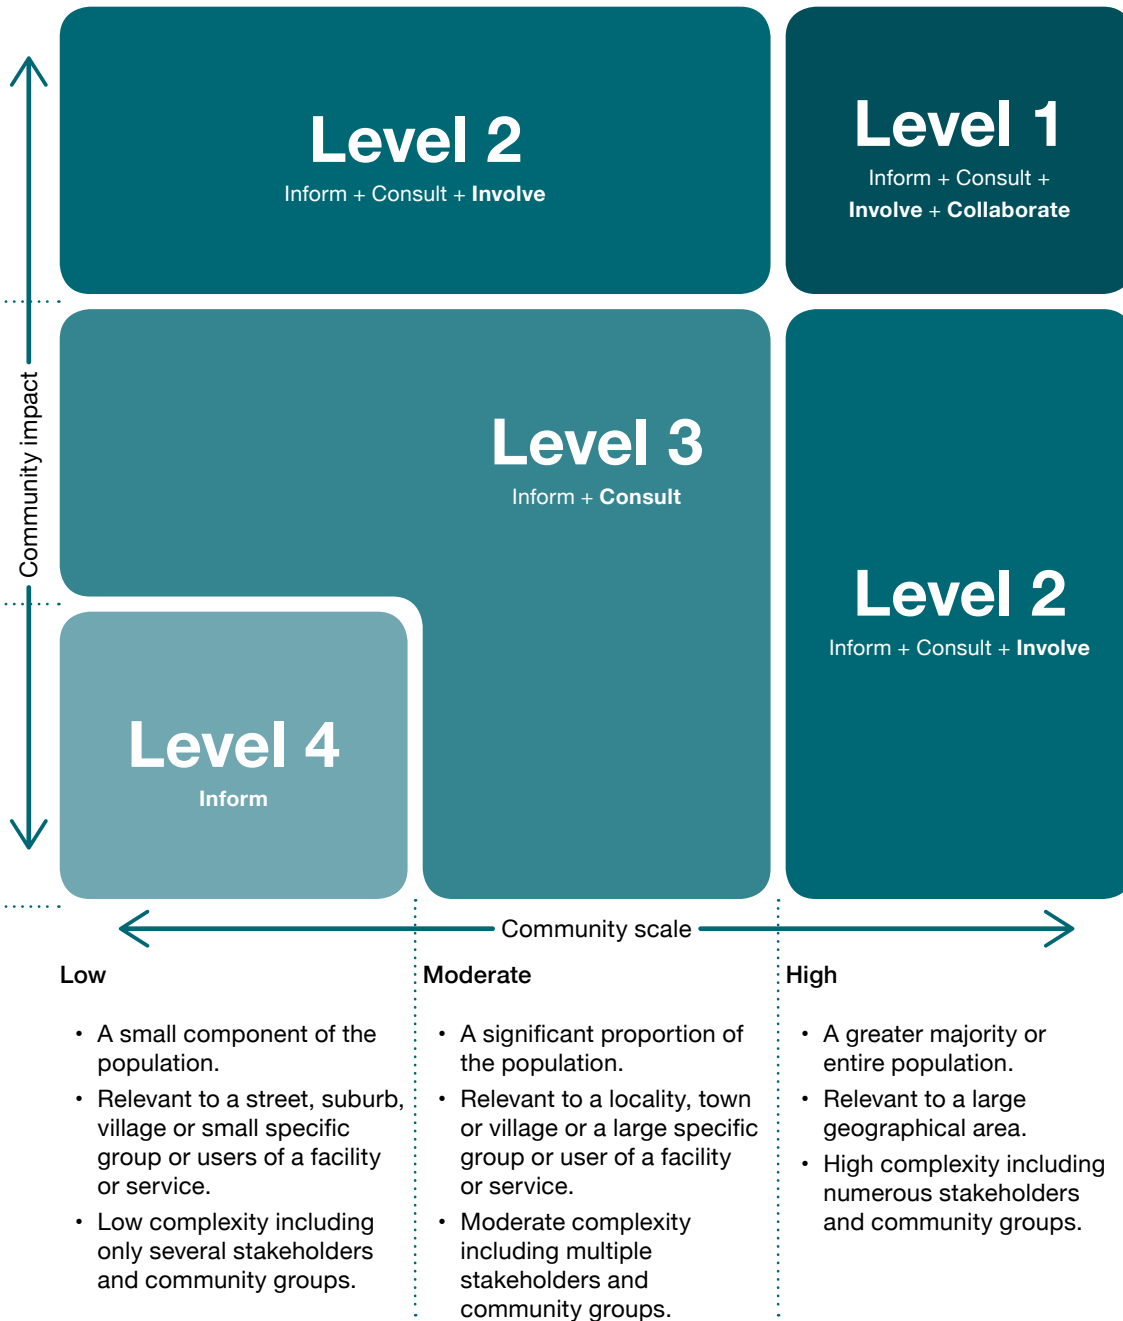 Level 2
Inform + Consult + Involve
Level 1
Inform + Consult +
Involve + Collaborate
Community impact
Level 3
Inform + Consult
Level 2
Inform + Consult + Involve
Level 4
Inform
Community scale
Low
• A small component of the
population.
• Relevant to a street, suburb,
village or small specific
group or users of a facility
or service.
• Low complexity including
only several stakeholders
and community groups.
Moderate
• A significant proportion of
the population.
• Relevant to a locality, town
or village or a large specific
group or user of a facility
or service.
• Moderate complexity
including multiple
stakeholders and
community groups.
High
• A greater majority or
entire population.
• Relevant to a large
geographical area.
• High complexity including
numerous stakeholders
and community groups.